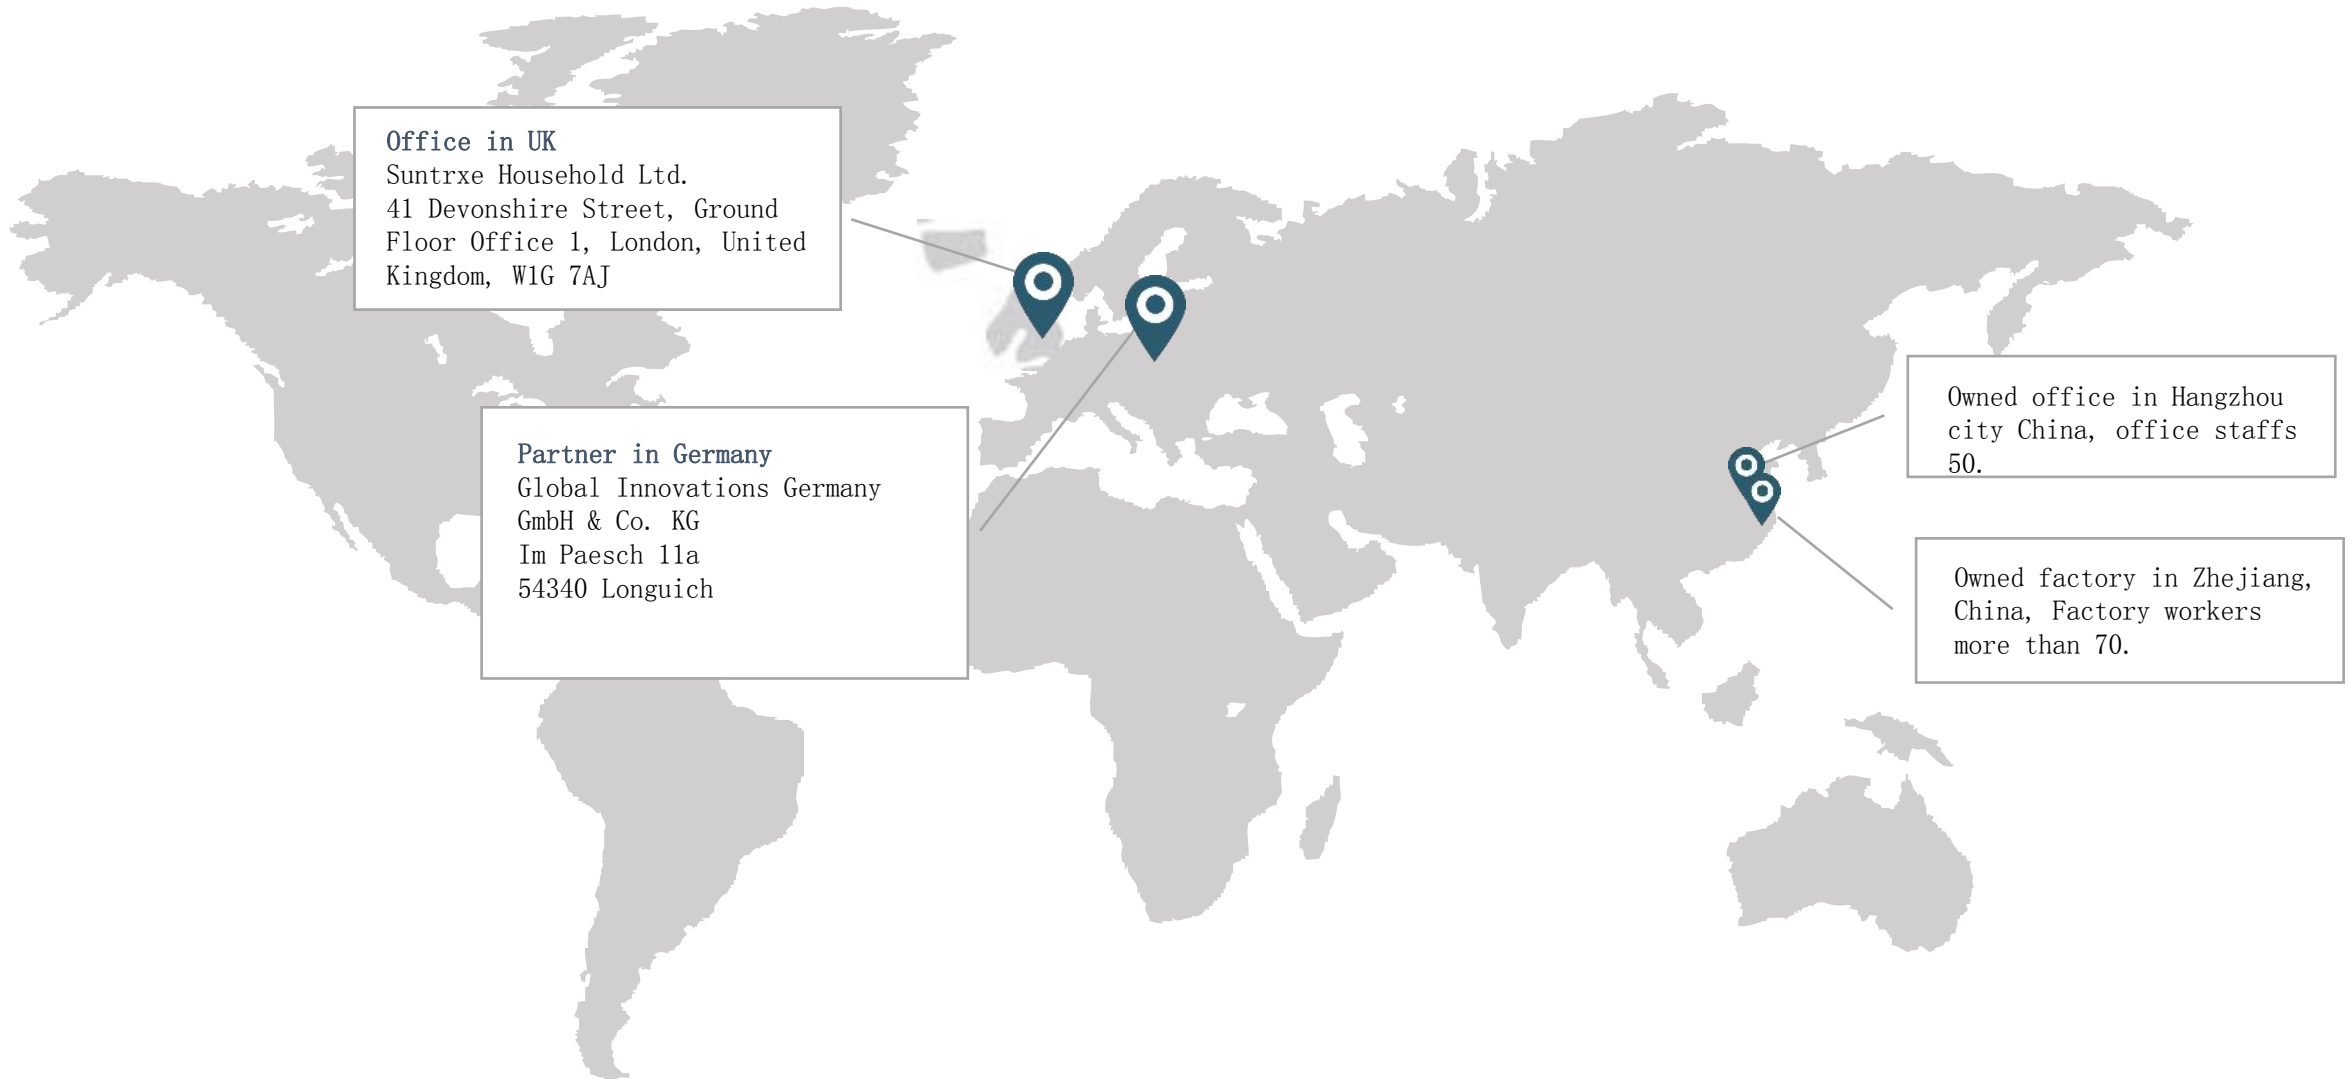 Office in UK
Suntrxe Household Ltd.
41 Devonshire Street, Ground
Floor Office 1, London, United
Kingdom, W1G 7AJ
Partner in Germany
Global Innovations Germany
GmbH & Co. KG
Im Paesch 11a
54340 Longuich
Owned office in Hangzhou
city China, office staffs
50.
Owned factory in Zhejiang,
China, Factory workers
more than 70.